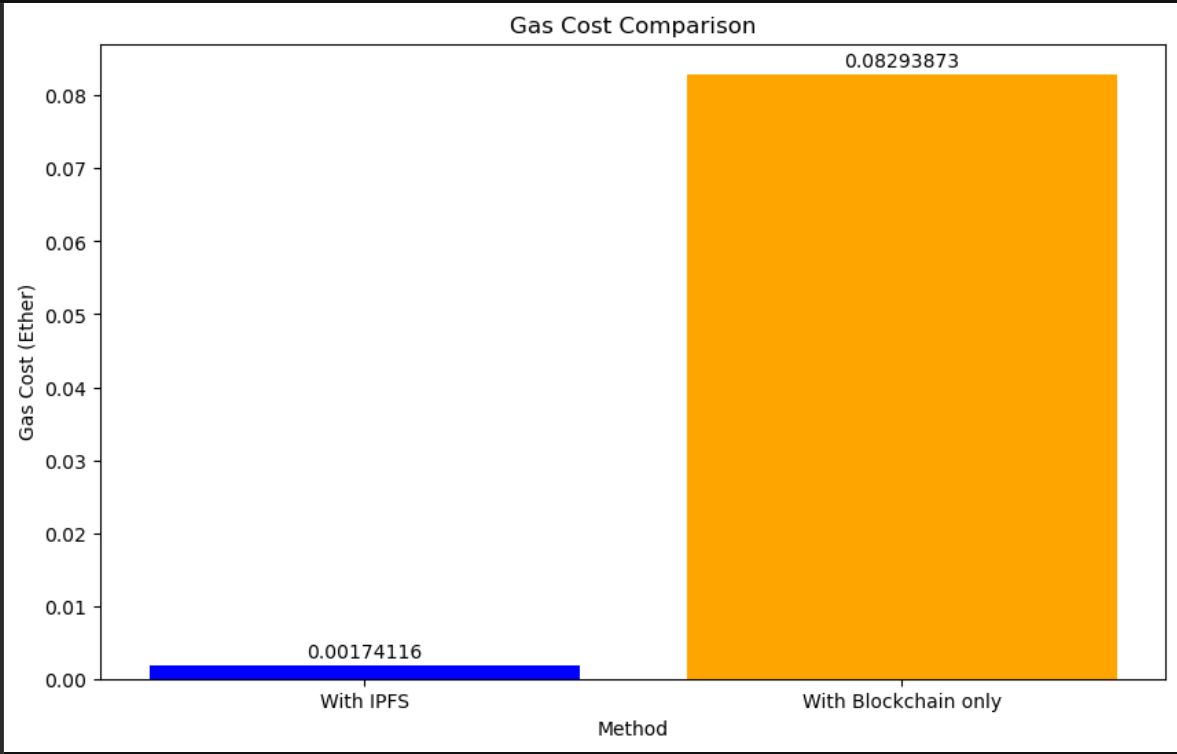 Gas Cost Comparison
0.08293873
0.08
0.07
0.06
0.05
0.04
0.03
0.02
0.01
0.00
Gas Cost (Ether)
0.00174116
With IPFS
With Blockchain only
Method